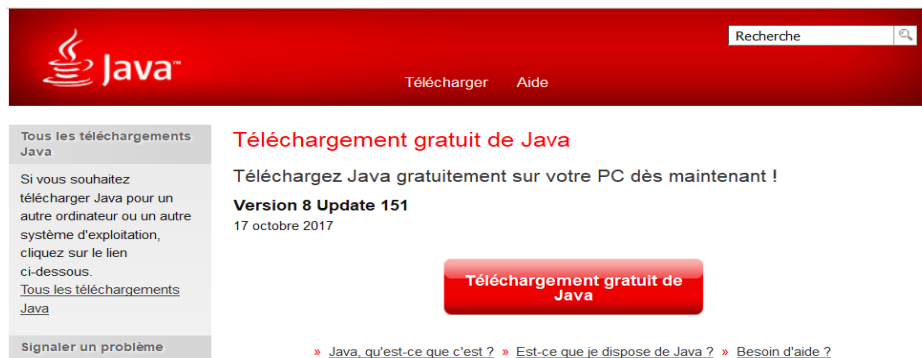 Java™
Recherche
Télécharger Aide
Tous les téléchargements
Java
Si vous souhaitez
télécharger Java pour un
autre ordinateur ou un autre
système d'exploitation,
cliquez sur le lien
ci-dessous.
Tous les téléchargements
Java
Signaler un problème
Téléchargement gratuit de Java
Téléchargez Java gratuitement sur votre PC dès maintenant !
Version 8 Update 151
17 octobre 2017
Téléchargement gratuit de
Java
» Java, qu'est-ce que c'est ? » Est-ce que je dispose de Java ? » Besoin d'aide ?